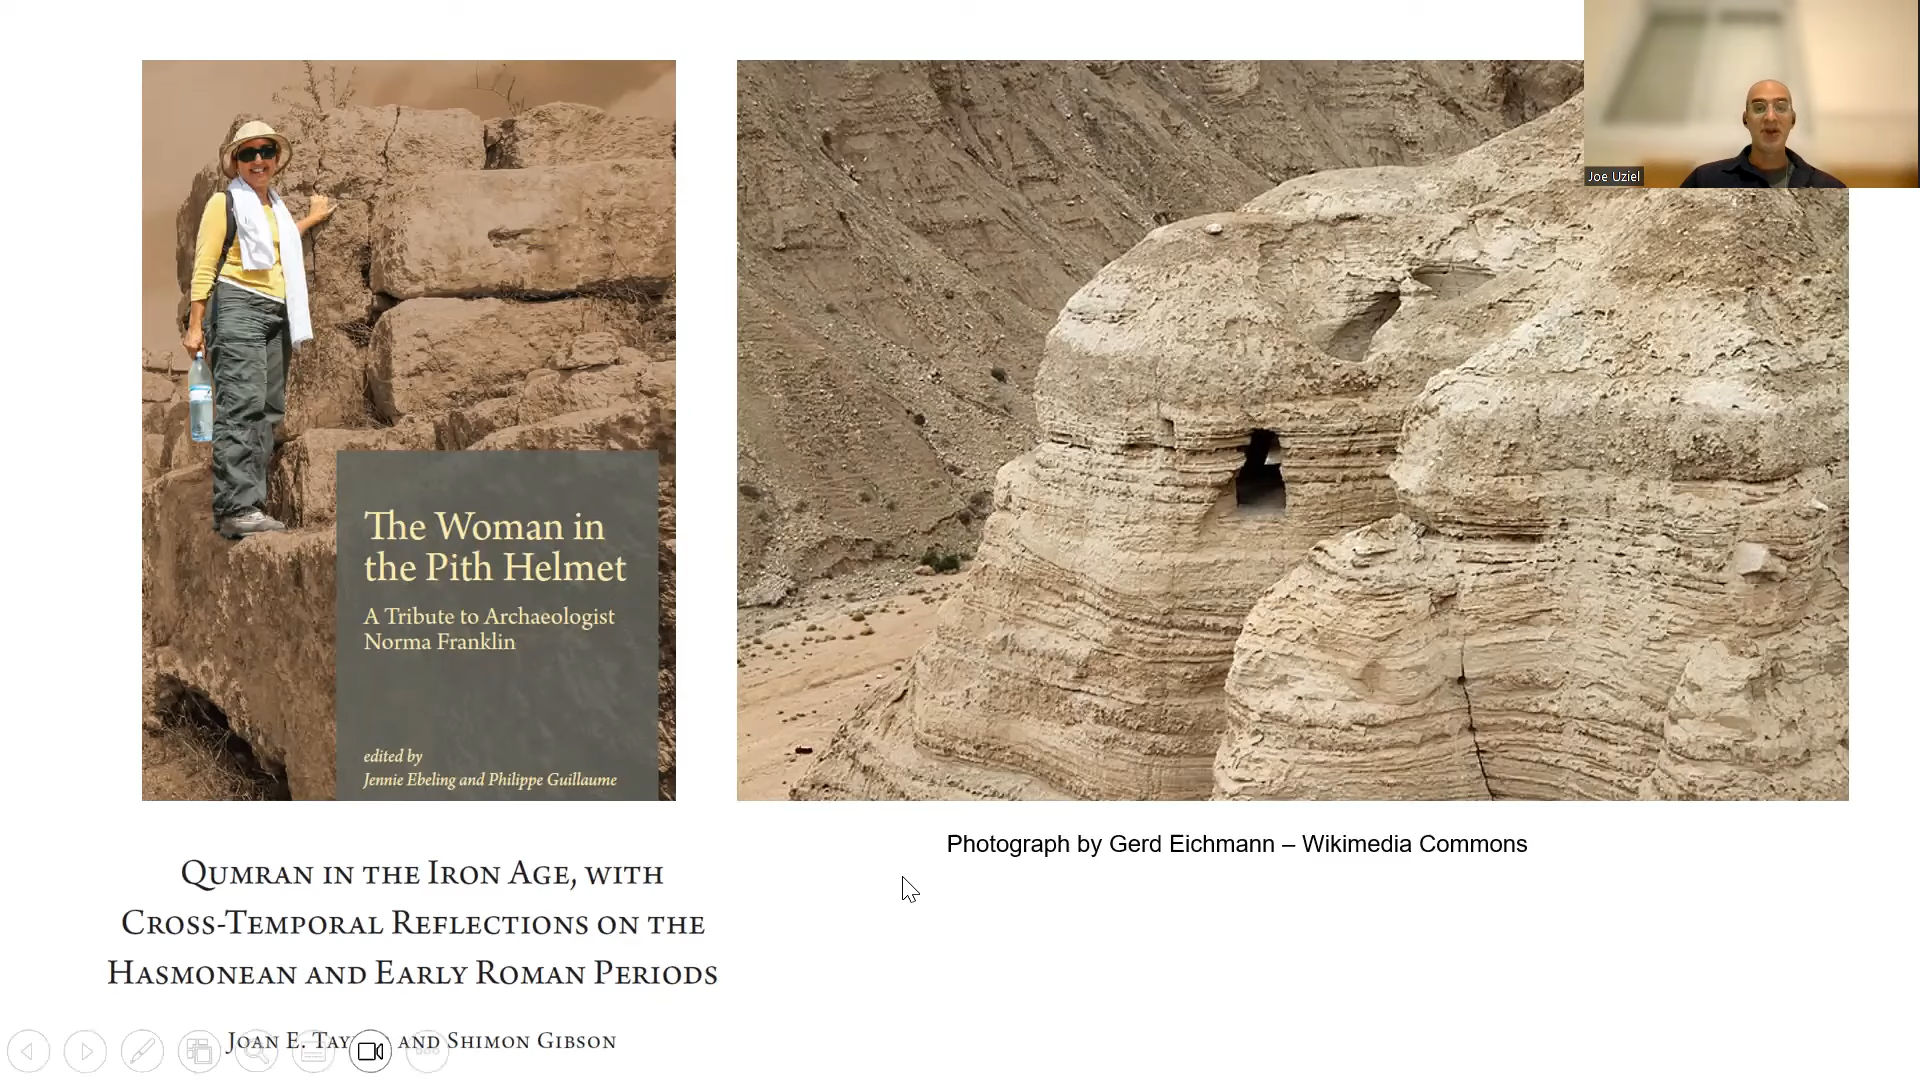 Joe Uziel
The Woman in
the Pith Helmet
A Tribute to Archaeologist
Norma Franklin
edited by
Jennie Ebeling and Philippe Guillaume
Photograph by Gerd Eichmann – Wikimedia Commons
Qumran in the Iron Age, with
Cross-Temporal Reflections on the
Hasmonean and Early Roman Periods
Joan E. and Shimon Gibson